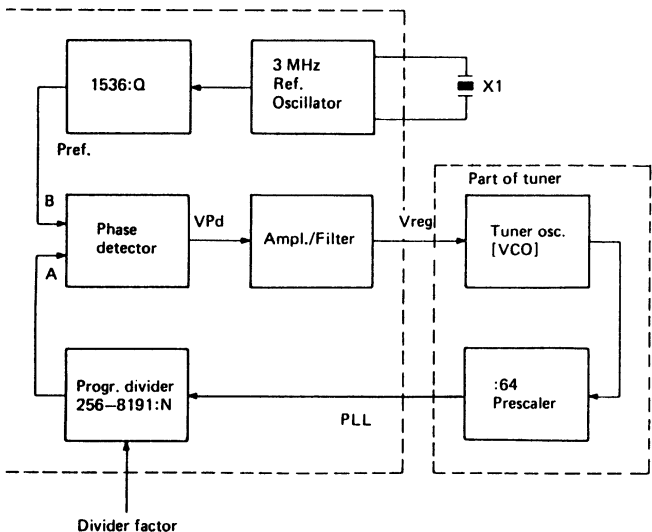 1536:Q
3 MHz
Ref.
Oscillator
X1
Pref.
Part of tuner
B
Phase
detector
VPd
Ampl./Filter
Vreg
Tuner osc.
[VCO]
A
Progr. divider
256–8191:N
PLL
:64
Prescaler
Divider factor